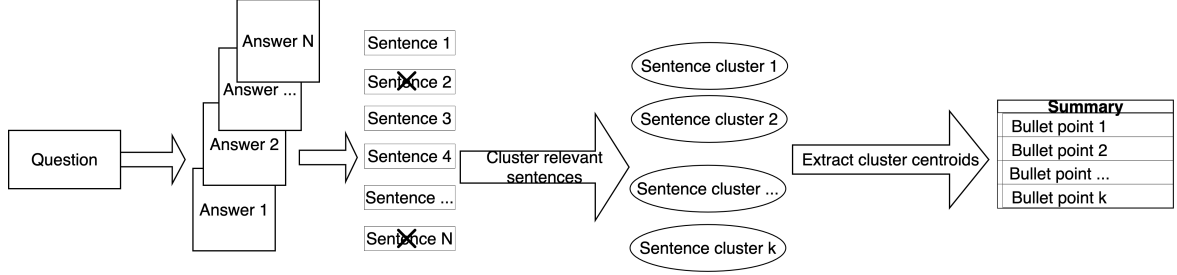 Question
Answer N
Answer ...
Answer 2
Answer 1
Sentence 1
Sentence 2
Sentence 3
Sentence 4
Sentence ...
Sentence N
Cluster relevant
sentences
Sentence cluster 1
Sentence cluster 2
Sentence cluster ...
Sentence cluster k
Extract cluster centroids
Summary
Bullet point 1
Bullet point 2
Bullet point ...
Bullet point k